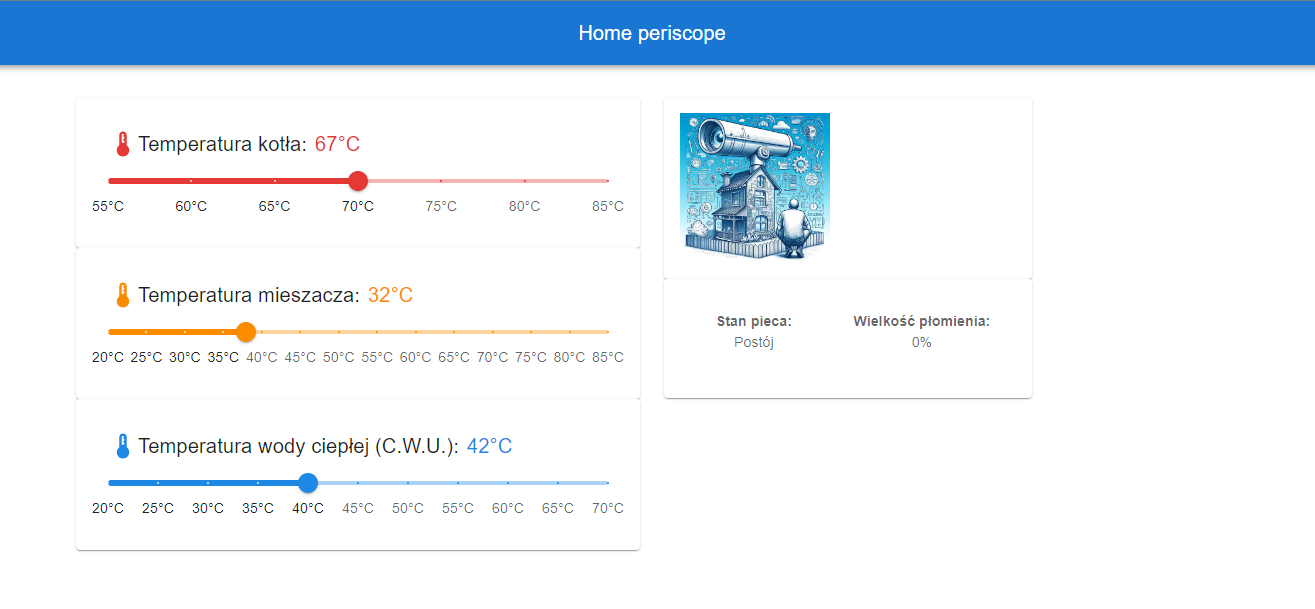 Home periscope
Temperatura kotła: 67°C
55°C 60°C 65°C 70°C 75°C 80°C 85°C
Temperatura mieszacza: 32°C
20°C 25°C 30°C 35°C 40°C 45°C 50°C 55°C 60°C 65°C 70°C 75°C 80°C 85°C
Temperatura wody ciepłej (C.W.U.): 42°C
20°C 25°C 30°C 35°C 40°C 45°C 50°C 55°C 60°C 65°C 70°C
Stan pieca: Wielkość płomienia:
Postój 0%